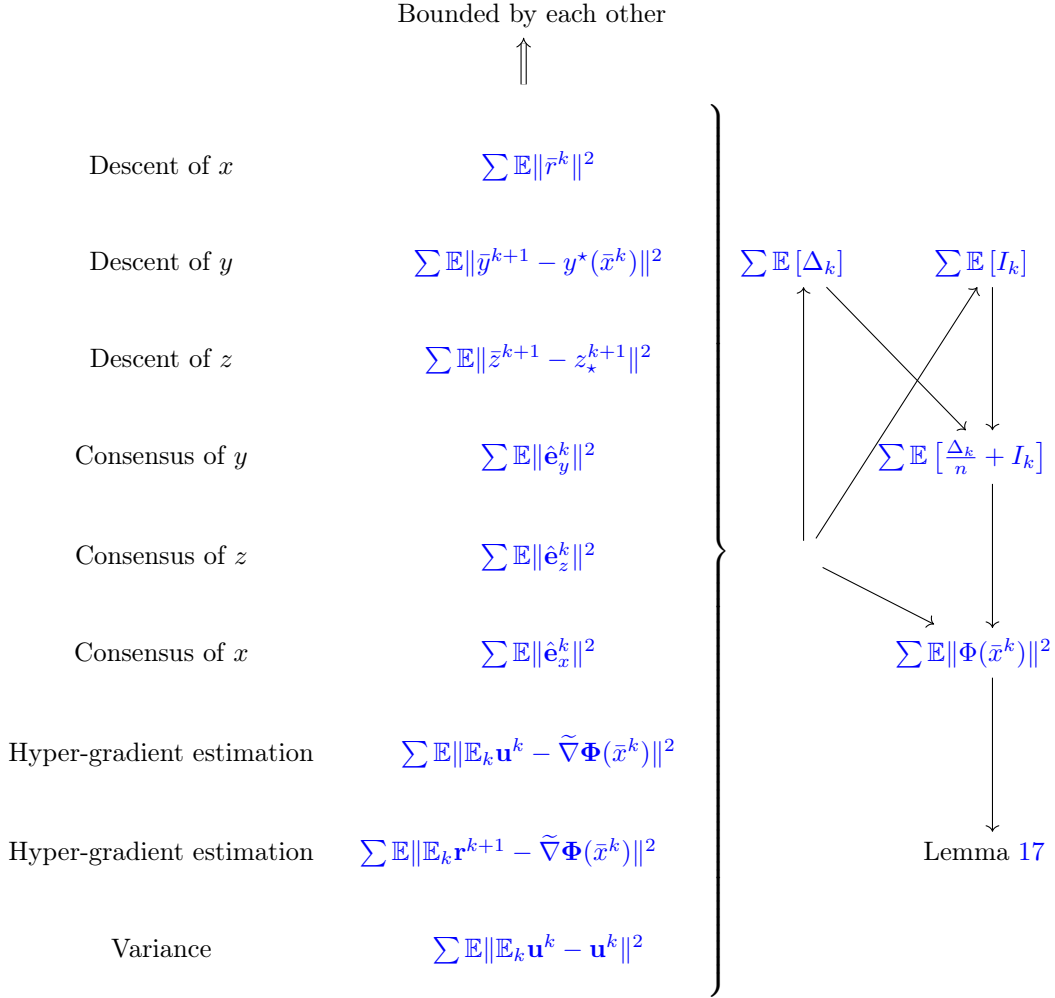 Bounded by each other
Descent of x ∑ 𝔼‖r̄^k‖²
Descent of y ∑ 𝔼‖ȳ^{k+1} − y^⋆(x̄^k)‖² ∑ 𝔼 [Δ_k] ∑ 𝔼 [I_k]
Descent of z ∑ 𝔼‖z̄^{k+1} − z_⋆^{k+1}‖²
Consensus of y ∑ 𝔼‖ê_y^k‖² ∑ 𝔼 [Δ_k/n + I_k]
Consensus of z ∑ 𝔼‖ê_z^k‖²
Consensus of x ∑ 𝔼‖ê_x^k‖² ∑ 𝔼‖Φ(x̄^k)‖²
Hyper-gradient estimation ∑ 𝔼‖𝔼_k u^k − ∇̃Φ(x̄^k)‖²
Hyper-gradient estimation ∑ 𝔼‖𝔼_k r^{k+1} − ∇̃Φ(x̄^k)‖² Lemma 17
Variance ∑ 𝔼‖𝔼_k u^k − u^k‖²